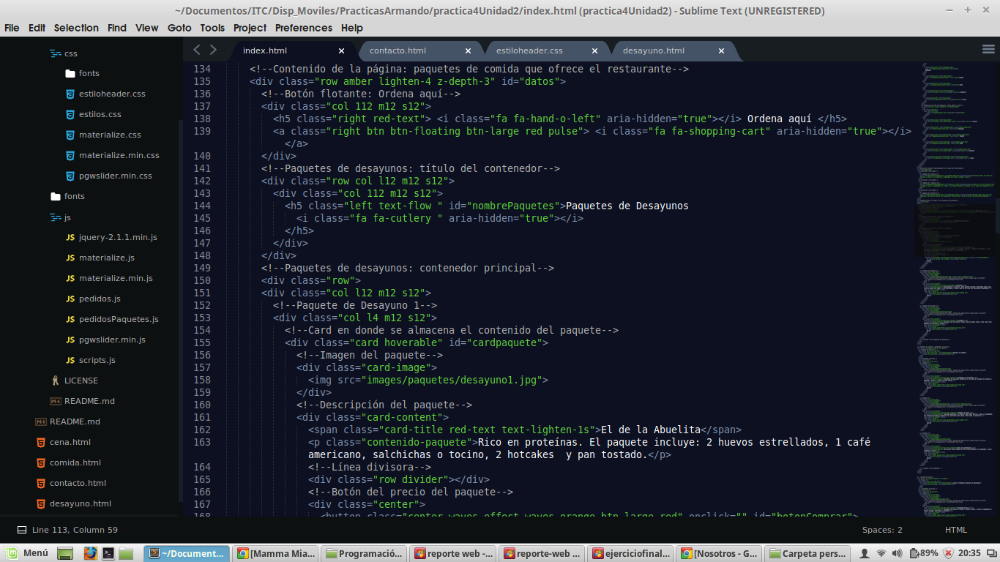 ~/Documentos/ITC/Disp_Moviles/PracticasArmando/practica4Unidad2/index.html (practica4Unidad2) - Sublime Text (UNREGISTERED)
File Edit Selection Find View Goto Tools Project Preferences Help
css
fonts
estiloheader.css
estilos.css
materialize.css
materialize.min.css
pgwslider.min.css
fonts
js
jquery-2.1.1.min.js
materialize.js
materialize.min.js
pedidos.js
pedidosPaquetes.js
pgwslider.min.js
scripts.js
LICENSE
README.md
README.md
cena.html
comida.html
contacto.html
desayuno.html
index.html contacto.html estiloheader.css desayuno.html
134 <!--Contenido de la página: paquetes de comida que ofrece el restaurante-->
135 <div class="row amber lighten-4 z-depth-3" id="datos">
136 <!--Botón flotante: Ordena aquí-->
137 <div class="col 112 m12 s12">
138 <h5 class="right red-text"> <i class="fa fa-hand-o-left" aria-hidden="true"></i> Ordena aquí </h5>
139 <a class="right btn btn-floating btn-large red pulse"> <i class="fa fa-shopping-cart" aria-hidden="true"></i>
</a>
140 </div>
141 <!--Paquetes de desayunos: título del contenedor-->
142 <div class="row col l12 m12 s12">
143 <div class="col 112 m12 s12">
144 <h5 class="left text-flow " id="nombrePaquetes">Paquetes de Desayunos
145 <i class="fa fa-cutlery " aria-hidden="true"></i>
146 </h5>
147 </div>
148 </div>
149 <!--Paquetes de desayunos: contenedor principal-->
150 <div class="row">
151 <div class="col l12 m12 s12">
152 <!--Paquete de Desayuno 1-->
153 <div class="col l4 m12 s12">
154 <!--Card en donde se almacena el contenido del paquete-->
155 <div class="card hoverable" id="cardpaquete">
156 <!--Imagen del paquete-->
157 <div class="card-image">
158 <img src="images/paquetes/desayuno1.jpg">
159 </div>
160 <!--Descripción del paquete-->
161 <div class="card-content">
162 <span class="card-title red-text text-lighten-1s">El de la Abuelita</span>
163 <p class="contenido-paquete">Rico en proteínas. El paquete incluye: 2 huevos estrellados, 1 café
americano, salchichas o tocino, 2 hotcakes  y pan tostado.</p>
164 <!--Línea divisora-->
165 <div class="row divider"></div>
166 <!--Botón del precio del paquete-->
167 <div class="center">
168 <button class="center waves-effect waves-orange btn-large red" onclick="" id="botonComprar">
Line 113, Column 59 Spaces: 2 HTML
Menú ~/Document... [Mamma Mia... Programació... reporte web -... reporte-web ... ejerciciofinal... [Nosotros - G... Carpeta pers... 89% 20:35